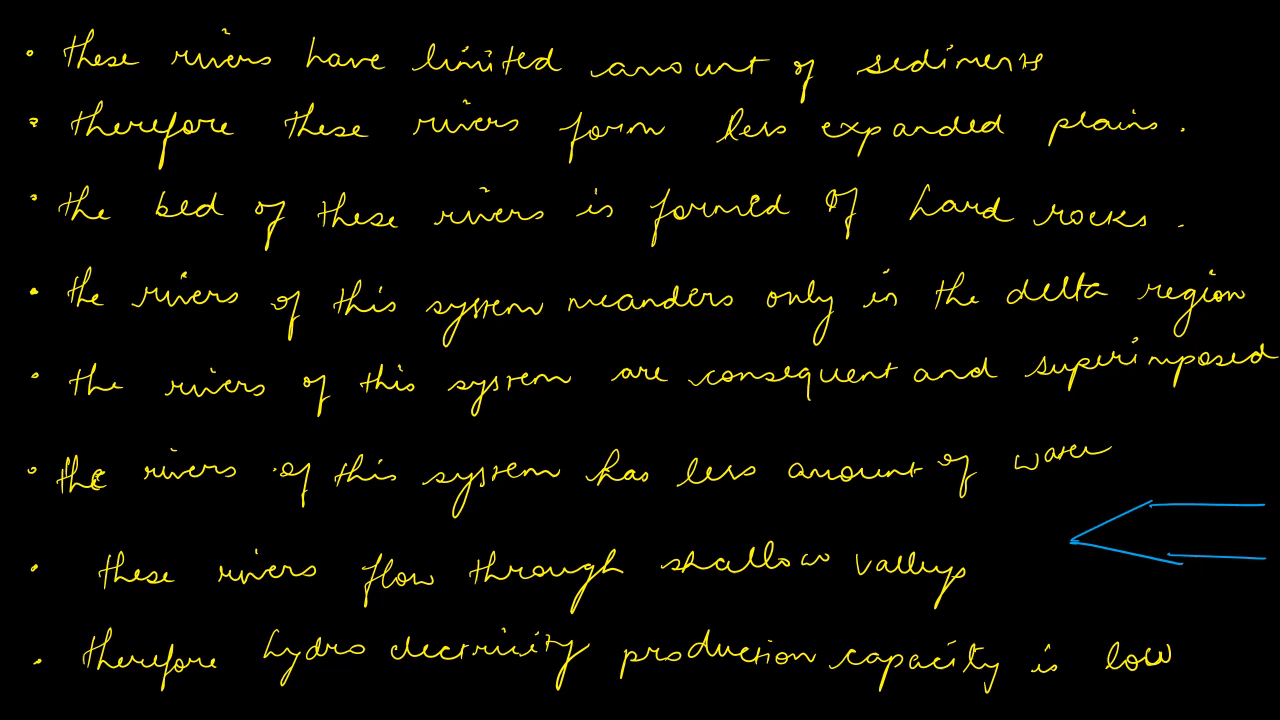 • these rivers have limited amount of sediments
• therefore these rivers form less expanded plains.
• the bed of these rivers is formed of hard rocks.
• the rivers of this system meanders only in the delta region
• the rivers of this system are consequent and superimposed
• the rivers of this system has less amount of water
• these rivers flow through shallow valleys
• therefore hydro electricity production capacity is low